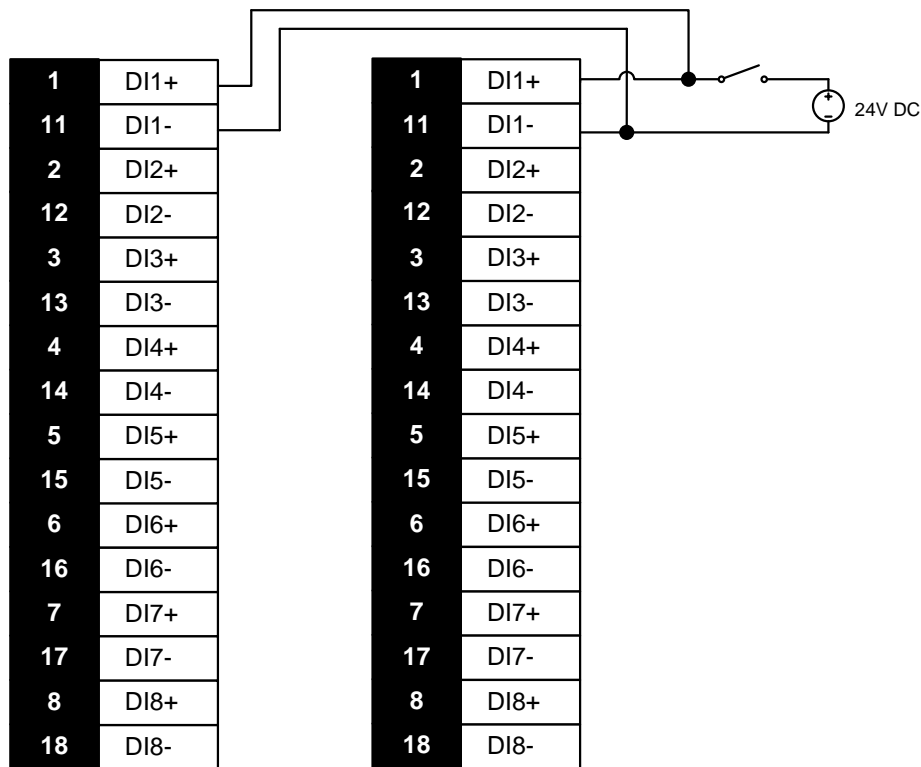 1 DI1+
11 DI1-
2 DI2+
12 DI2-
3 DI3+
13 DI3-
4 DI4+
14 DI4-
5 DI5+
15 DI5-
6 DI6+
16 DI6-
7 DI7+
17 DI7-
8 DI8+
18 DI8-
1 DI1+
11 DI1-
2 DI2+
12 DI2-
3 DI3+
13 DI3-
4 DI4+
14 DI4-
5 DI5+
15 DI5-
6 DI6+
16 DI6-
7 DI7+
17 DI7-
8 DI8+
18 DI8-
+
24V DC
-